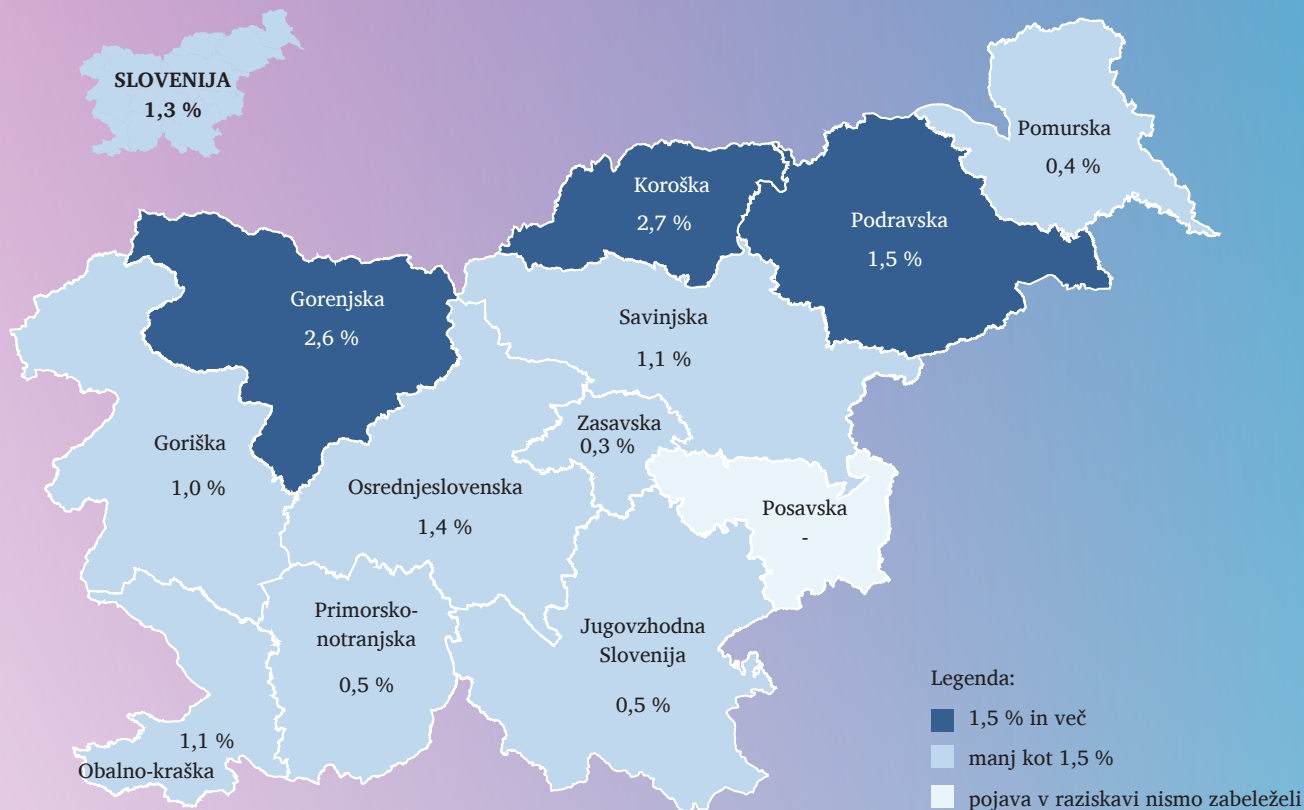 SLOVENIJA
1,3 %
Pomurska
0,4 %
Koroška
2,7 %
Podravska
1,5 %
Gorenjska
2,6 %
Savinjska
1,1 %
Zasavska
0,3 %
Goriška
1,0 %
Osrednjeslovenska
1,4 %
Posavska
-
Primorsko-
notranjska
0,5 %
Jugovzhodna
Slovenija
0,5 %
1,1 %
Obalno-kraška
Legenda:
1,5 % in več
manj kot 1,5 %
pojava v raziskavi nismo zabeleželi